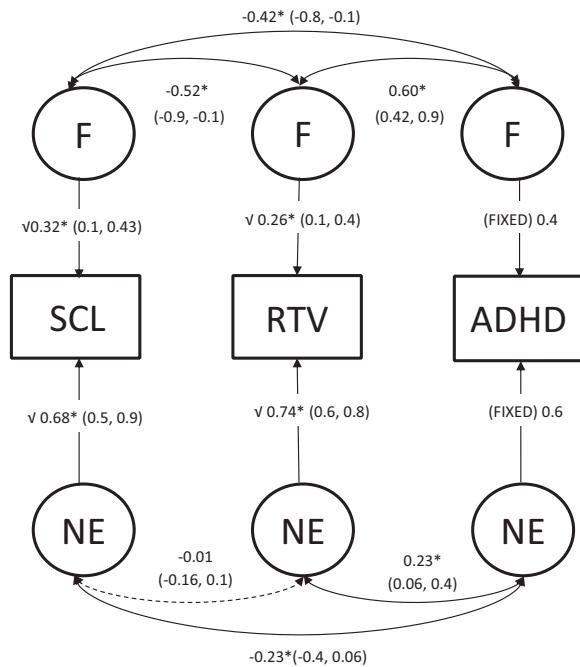 -0.42* (-0.8, -0.1)
-0.52*
(-0.9, -0.1)
0.60*
(0.42, 0.9)
F
F
F
√0.32* (0.1, 0.43)
√ 0.26* (0.1, 0.4)
(FIXED) 0.4
SCL
RTV
ADHD
√ 0.68* (0.5, 0.9)
√ 0.74* (0.6, 0.8)
(FIXED) 0.6
NE
NE
NE
-0.01
(-0.16, 0.1)
0.23*
(0.06, 0.4)
-0.23*(-0.4, 0.06)